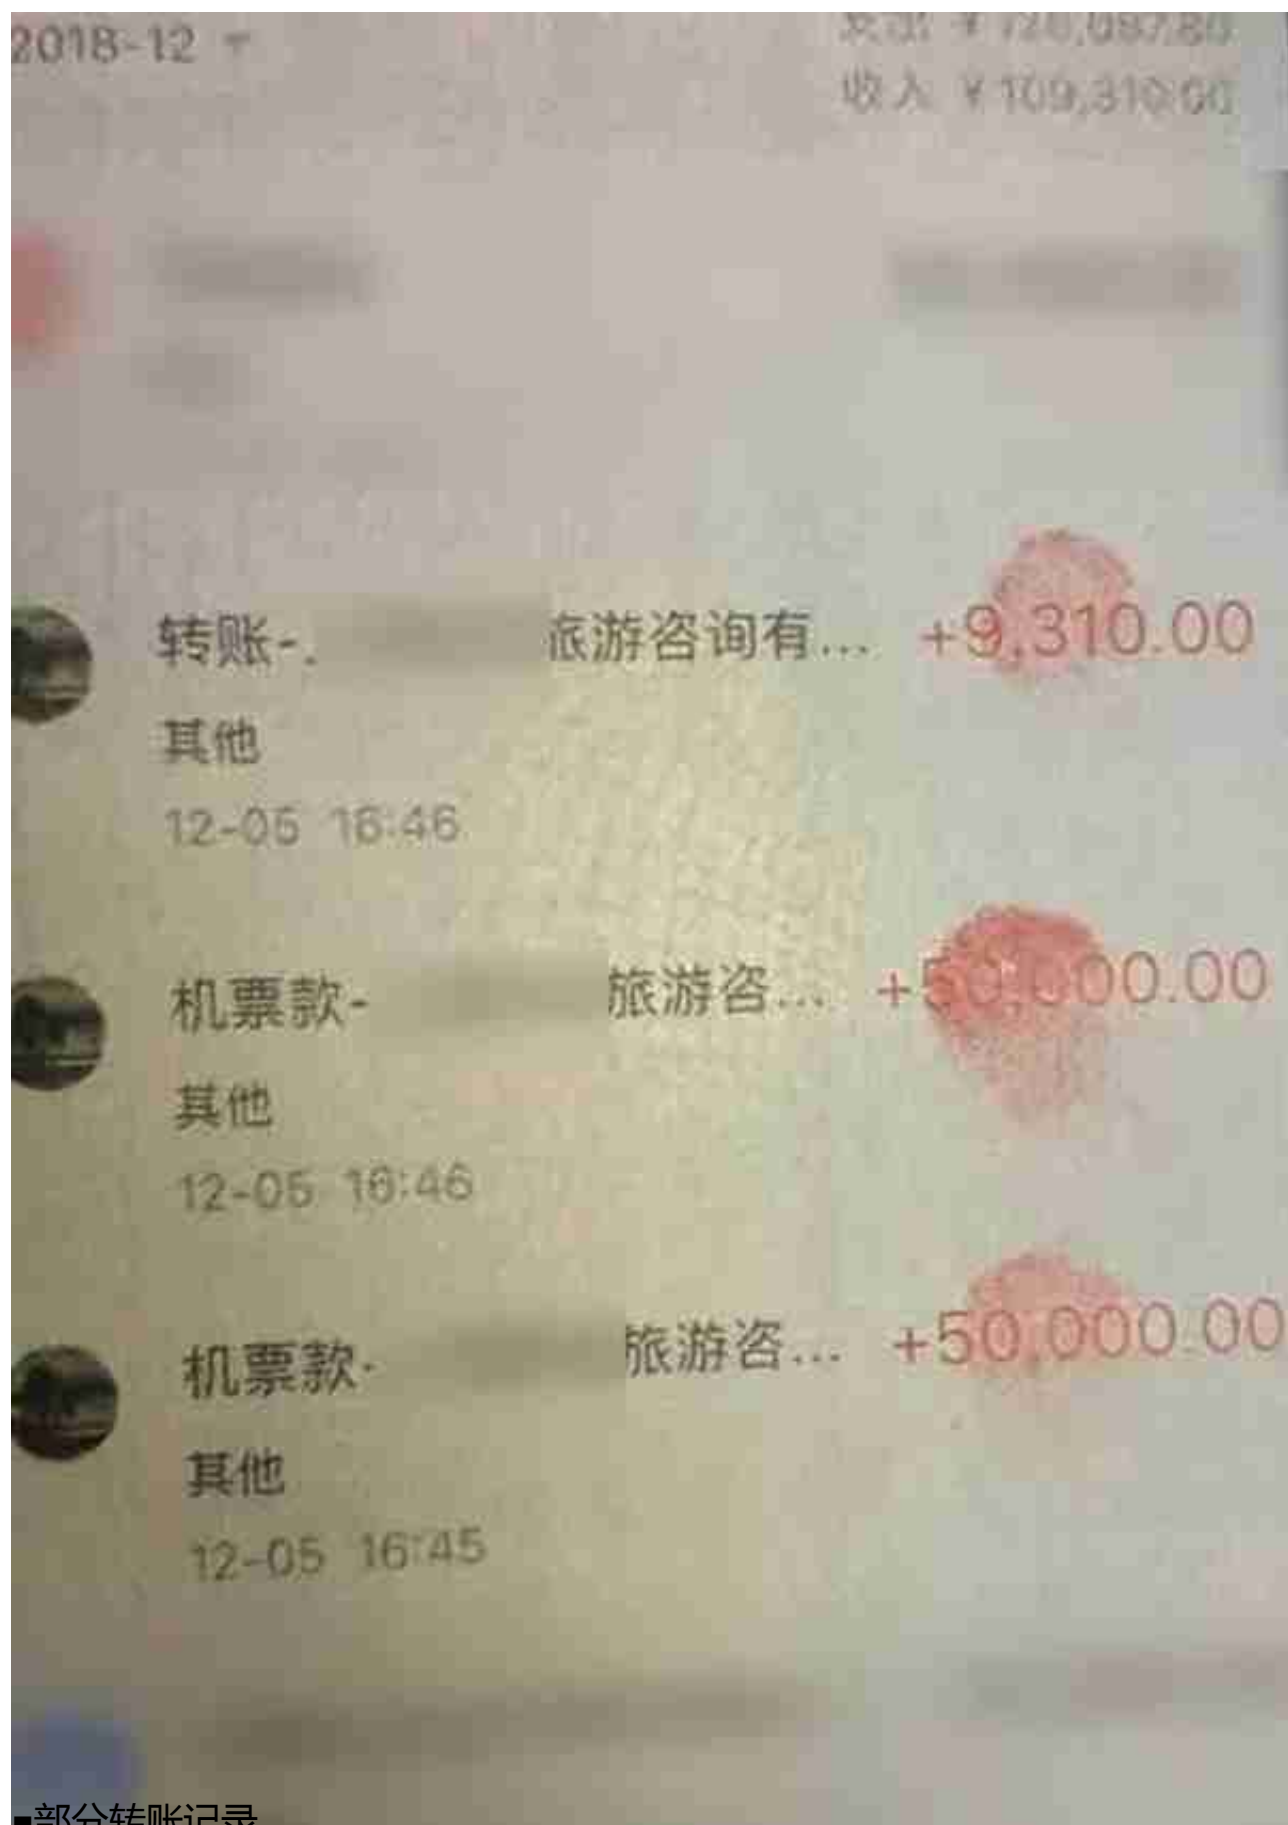 2018-12
收入 ¥ 109,310.00
转账-
旅游咨询有... +9,310.00
其他
12-05 16:46
机票款-
旅游咨... +50,000.00
其他
12-05 16:46
机票款-
旅游咨... +50,000.00
其他
12-05 16:45
■部分转账记录